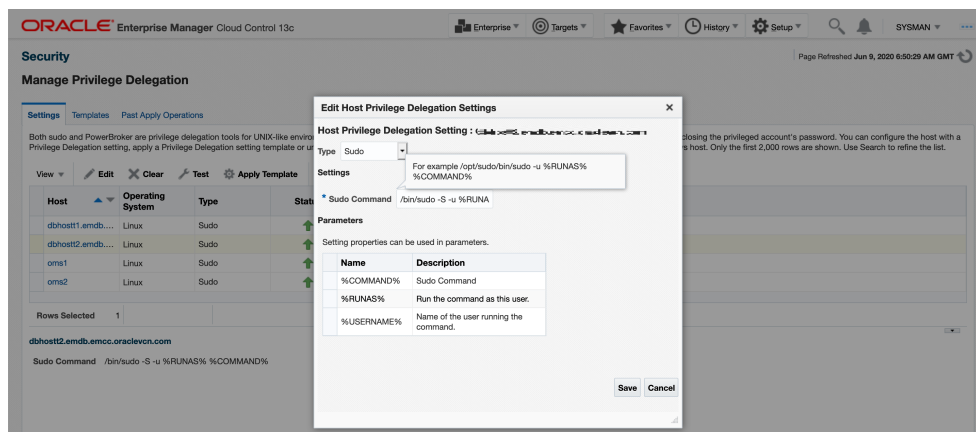 ORACLE Enterprise Manager Cloud Control 13c
Enterprise Targets Favorites History Setup SYSMAN
Security
Page Refreshed Jun 9, 2020 6:50:29 AM GMT
Manage Privilege Delegation
Settings Templates Past Apply Operations
Both sudo and PowerBroker are privilege delegation tools for UNIX-like closing the privileged account's password. You can configure the host with a
Privilege Delegation setting, apply a Privilege Delegation setting template or host. Only the first 2,000 rows are shown. Use Search to refine the list.
View Edit Clear Test Apply Template
Host Operating System Type
dbhostt1.emdb.... Linux Sudo
dbhostt2.emdb.... Linux Sudo
oms1 Linux Sudo
oms2 Linux Sudo
Rows Selected 1
dbhostt2.emdb.emcc.oraclevcn.com
Sudo Command /bin/sudo -S -u %RUNAS% %COMMAND%
Edit Host Privilege Delegation Settings
Host Privilege Delegation Setting :
Type Sudo
For example /opt/sudo/bin/sudo -u %RUNAS%
%COMMAND%
Settings
* Sudo Command /bin/sudo -S -u %RUNA
Parameters
Setting properties can be used in parameters.
Name Description
%COMMAND% Sudo Command
%RUNAS% Run the command as this user.
%USERNAME% Name of the user running the command.
Save Cancel